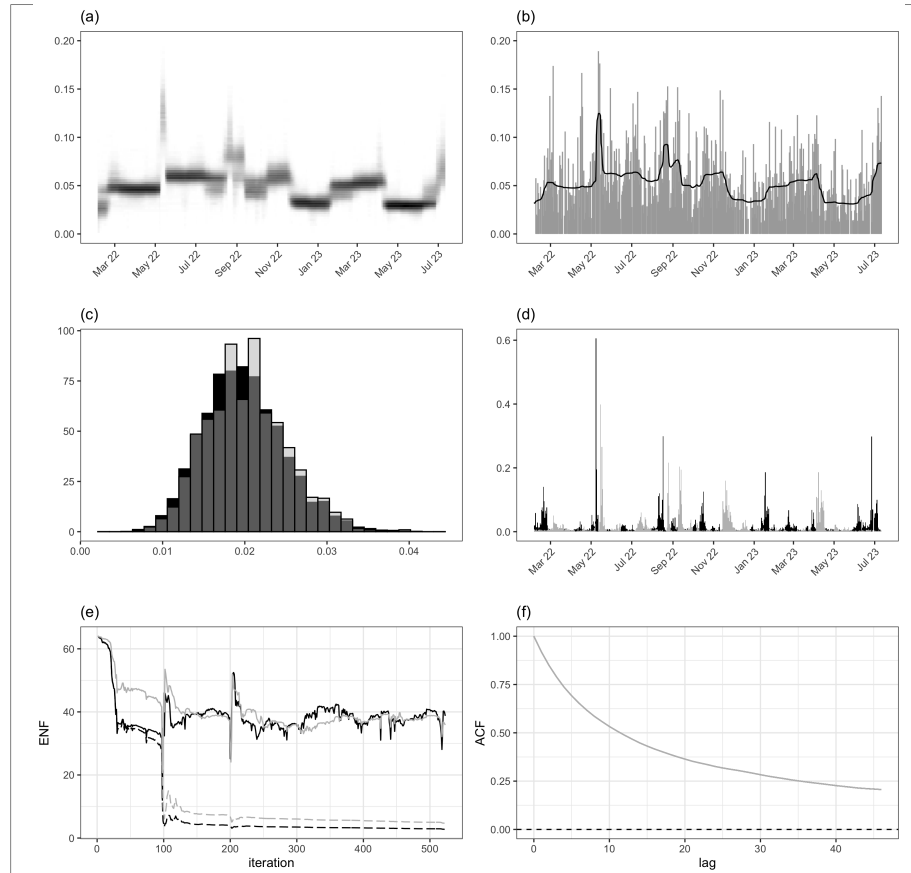 (a)
0.20
0.15
0.10
0.05
0.00
Mar 22 May 22 Jul 22 Sep 22 Nov 22 Jan 23 Mar 23 May 23 Jul 23
(b)
0.20
0.15
0.10
0.05
0.00
Mar 22 May 22 Jul 22 Sep 22 Nov 22 Jan 23 Mar 23 May 23 Jul 23
(c)
100
75
50
25
0
0.00 0.01 0.02 0.03 0.04
(d)
0.6
0.4
0.2
0.0
Mar 22 May 22 Jul 22 Sep 22 Nov 22 Jan 23 Mar 23 May 23 Jul 23
(e)
ENF
60
40
20
0
0 100 200 300 400 500
iteration
(f)
ACF
1.00
0.75
0.50
0.25
0.00
0 10 20 30 40
lag